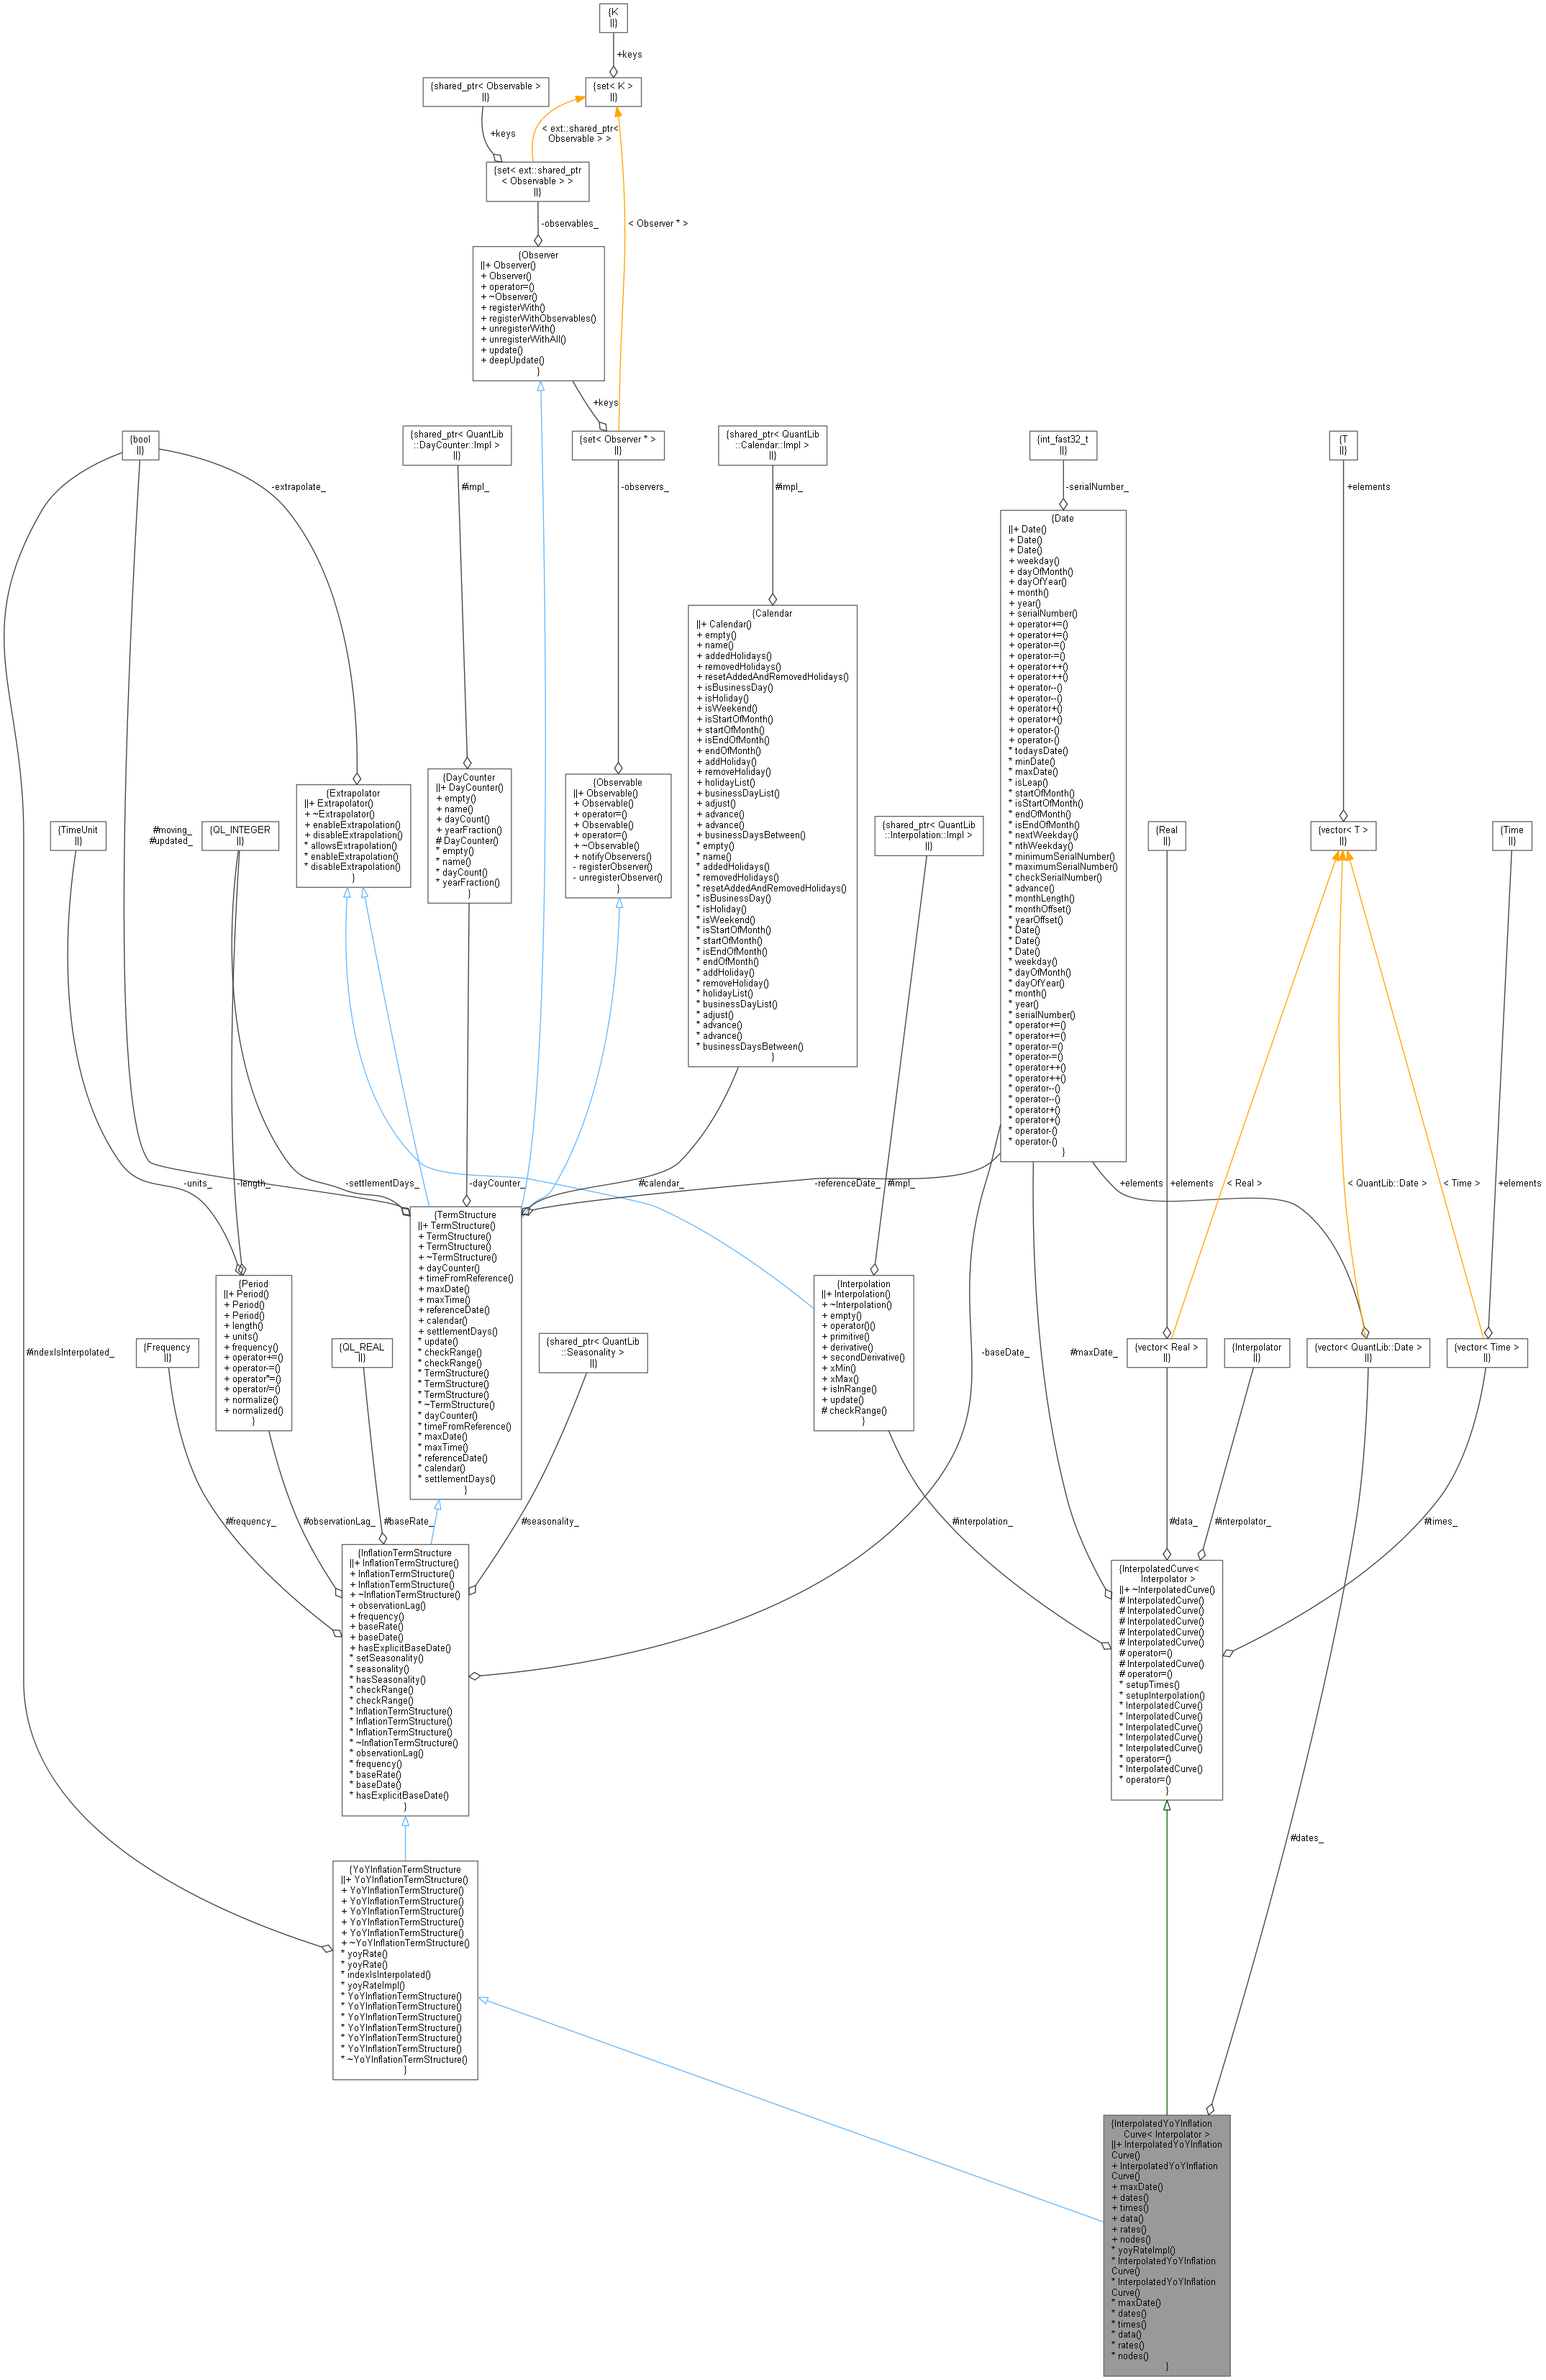 {K
||}
+keys
{shared_ptr< Observable >
||}
{set< K >
||}
+keys
< ext::shared_ptr<
Observable > >
{set< ext::shared_ptr
< Observable > >
||}
-observables_
< Observer * >
{Observer
||+ Observer()
+ Observer()
+ operator=()
+ ~Observer()
+ registerWith()
+ registerWithObservables()
+ unregisterWith()
+ unregisterWithAll()
+ update()
+ deepUpdate()
}
+keys
{bool
||}
{shared_ptr< QuantLib
::DayCounter::Impl >
||}
{set< Observer * >
||}
{shared_ptr< QuantLib
::Calendar::Impl >
||}
{int_fast32_t
||}
{T
||}
-extrapolate_
#impl_
-observers_
#impl_
-serialNumber_
+elements
{Date
||+ Date()
+ Date()
+ Date()
+ weekday()
+ dayOfMonth()
+ dayOfYear()
+ month()
+ year()
+ serialNumber()
+ operator+=()
+ operator+=()
+ operator-=()
+ operator-=()
+ operator++()
+ operator++()
+ operator--()
+ operator--()
+ operator+()
+ operator+()
+ operator-()
+ operator-()
* todaysDate()
* minDate()
* maxDate()
* isLeap()
* startOfMonth()
* isStartOfMonth()
* endOfMonth()
* isEndOfMonth()
* nextWeekday()
* nthWeekday()
* minimumSerialNumber()
* maximumSerialNumber()
* checkSerialNumber()
* advance()
* monthLength()
* monthOffset()
* yearOffset()
* Date()
* Date()
* Date()
* weekday()
* dayOfMonth()
* dayOfYear()
* month()
* year()
* serialNumber()
* operator+=()
* operator+=()
* operator-=()
* operator-=()
* operator++()
* operator++()
* operator--()
* operator--()
* operator+()
* operator+()
* operator-()
* operator-()
}
{Calendar
||+ Calendar()
+ empty()
+ name()
+ addedHolidays()
+ removedHolidays()
+ resetAddedAndRemovedHolidays()
+ isBusinessDay()
+ isHoliday()
+ isWeekend()
+ isStartOfMonth()
+ startOfMonth()
+ isEndOfMonth()
+ endOfMonth()
+ addHoliday()
+ removeHoliday()
+ holidayList()
+ businessDayList()
+ adjust()
+ advance()
+ advance()
+ businessDaysBetween()
* empty()
* name()
* addedHolidays()
* removedHolidays()
* resetAddedAndRemovedHolidays()
* isBusinessDay()
* isHoliday()
* isWeekend()
* isStartOfMonth()
* startOfMonth()
* isEndOfMonth()
* endOfMonth()
* addHoliday()
* removeHoliday()
* holidayList()
* businessDayList()
* adjust()
* advance()
* advance()
* businessDaysBetween()
}
{TimeUnit
||}
#moving_
#updated_
{QL_INTEGER
||}
{Extrapolator
||+ Extrapolator()
+ ~Extrapolator()
+ enableExtrapolation()
+ disableExtrapolation()
* allowsExtrapolation()
* enableExtrapolation()
* disableExtrapolation()
}
{DayCounter
||+ DayCounter()
+ empty()
+ name()
+ dayCount()
+ yearFraction()
# DayCounter()
* empty()
* name()
* dayCount()
* yearFraction()
}
{Observable
||+ Observable()
+ Observable()
+ operator=()
+ Observable()
+ operator=()
+ ~Observable()
+ notifyObservers()
- registerObserver()
- unregisterObserver()
}
{shared_ptr< QuantLib
::Interpolation::Impl >
||}
{Real
||}
{vector< T >
||}
{Time
||}
-units_
-length_
-settlementDays_
-dayCounter_
#calendar_
-referenceDate_
#impl_
+elements
+elements
< Real >
< QuantLib::Date >
< Time >
+elements
{TermStructure
||+ TermStructure()
+ TermStructure()
+ TermStructure()
+ ~TermStructure()
+ dayCounter()
+ timeFromReference()
+ maxDate()
+ maxTime()
+ referenceDate()
+ calendar()
+ settlementDays()
* update()
* checkRange()
* checkRange()
* TermStructure()
* TermStructure()
* TermStructure()
* ~TermStructure()
* dayCounter()
* timeFromReference()
* maxDate()
* maxTime()
* referenceDate()
* calendar()
* settlementDays()
}
{Period
||+ Period()
+ Period()
+ Period()
+ length()
+ units()
+ frequency()
+ operator+=()
+ operator-=()
+ operator*=()
+ operator/=()
+ normalize()
+ normalized()
}
{Interpolation
||+ Interpolation()
+ ~Interpolation()
+ empty()
+ operator()()
+ primitive()
+ derivative()
+ secondDerivative()
+ xMin()
+ xMax()
+ isInRange()
+ update()
# checkRange()
}
#indexIsInterpolated_
{Frequency
||}
{QL_REAL
||}
{shared_ptr< QuantLib
::Seasonality >
||}
-baseDate_
#maxDate_
{vector< Real >
||}
{Interpolator
||}
{vector< QuantLib::Date >
||}
{vector< Time >
||}
#frequency_
#observationLag_
#baseRate_
#seasonality_
#interpolation_
#data_
#interpolator_
#times_
{InflationTermStructure
||+ InflationTermStructure()
+ InflationTermStructure()
+ InflationTermStructure()
+ ~InflationTermStructure()
+ observationLag()
+ frequency()
+ baseRate()
+ baseDate()
+ hasExplicitBaseDate()
* setSeasonality()
* seasonality()
* hasSeasonality()
* checkRange()
* checkRange()
* InflationTermStructure()
* InflationTermStructure()
* InflationTermStructure()
* ~InflationTermStructure()
* observationLag()
* frequency()
* baseRate()
* baseDate()
* hasExplicitBaseDate()
}
{InterpolatedCurve<
Interpolator >
||+ ~InterpolatedCurve()
# InterpolatedCurve()
# InterpolatedCurve()
# InterpolatedCurve()
# InterpolatedCurve()
# InterpolatedCurve()
# operator=()
# InterpolatedCurve()
# operator=()
* setupTimes()
* setupInterpolation()
* InterpolatedCurve()
* InterpolatedCurve()
* InterpolatedCurve()
* InterpolatedCurve()
* InterpolatedCurve()
* operator=()
* InterpolatedCurve()
* operator=()
}
#dates_
{YoYInflationTermStructure
||+ YoYInflationTermStructure()
+ YoYInflationTermStructure()
+ YoYInflationTermStructure()
+ YoYInflationTermStructure()
+ YoYInflationTermStructure()
+ YoYInflationTermStructure()
+ ~YoYInflationTermStructure()
* yoyRate()
* yoyRate()
* indexIsInterpolated()
* yoyRateImpl()
* YoYInflationTermStructure()
* YoYInflationTermStructure()
* YoYInflationTermStructure()
* YoYInflationTermStructure()
* YoYInflationTermStructure()
* YoYInflationTermStructure()
* ~YoYInflationTermStructure()
}
{InterpolatedYoYInflation
Curve< Interpolator >
||+ InterpolatedYoYInflation
Curve()
+ InterpolatedYoYInflation
Curve()
+ maxDate()
+ dates()
+ times()
+ data()
+ rates()
+ nodes()
* yoyRateImpl()
* InterpolatedYoYInflation
Curve()
* InterpolatedYoYInflation
Curve()
* maxDate()
* dates()
* times()
* data()
* rates()
* nodes()
}